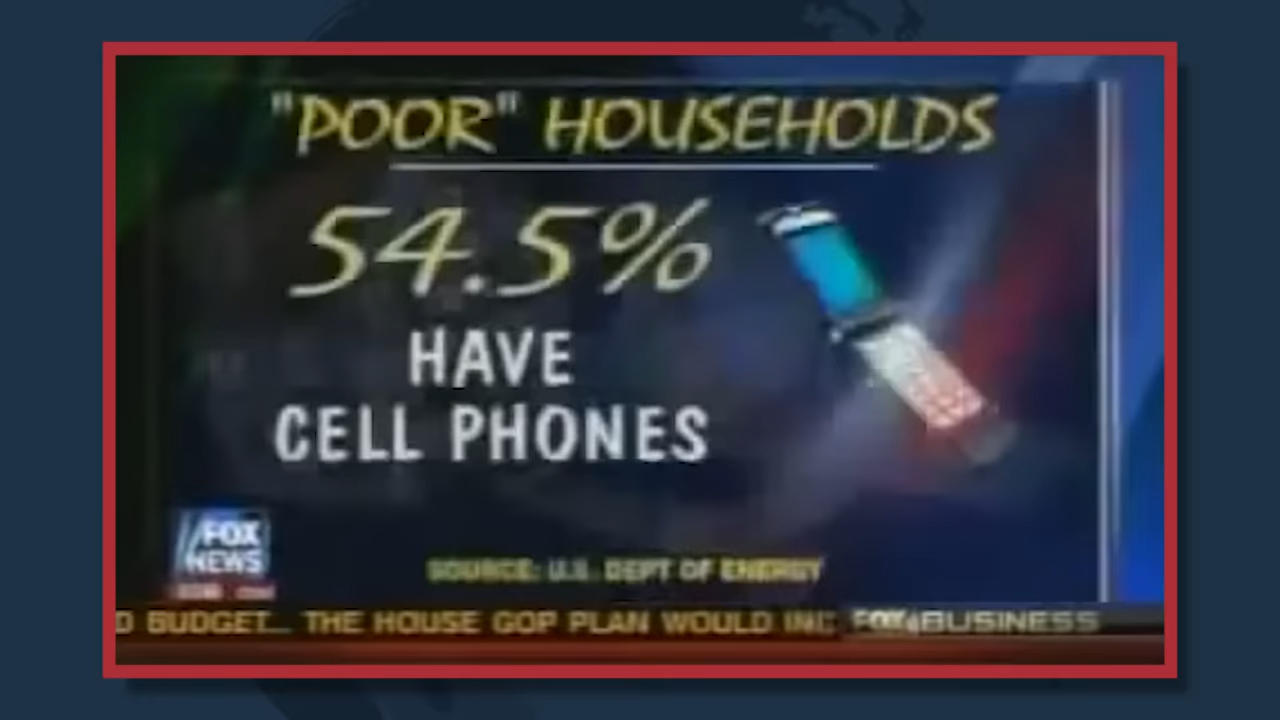 "POOR" HOUSEHOLDS
54.5%
HAVE
CELL PHONES
FOX
NEWS
SOURCE: U.S. DEPT OF ENERGY
D BUDGET... THE HOUSE GOP PLAN WOULD INC FOX BUSINESS